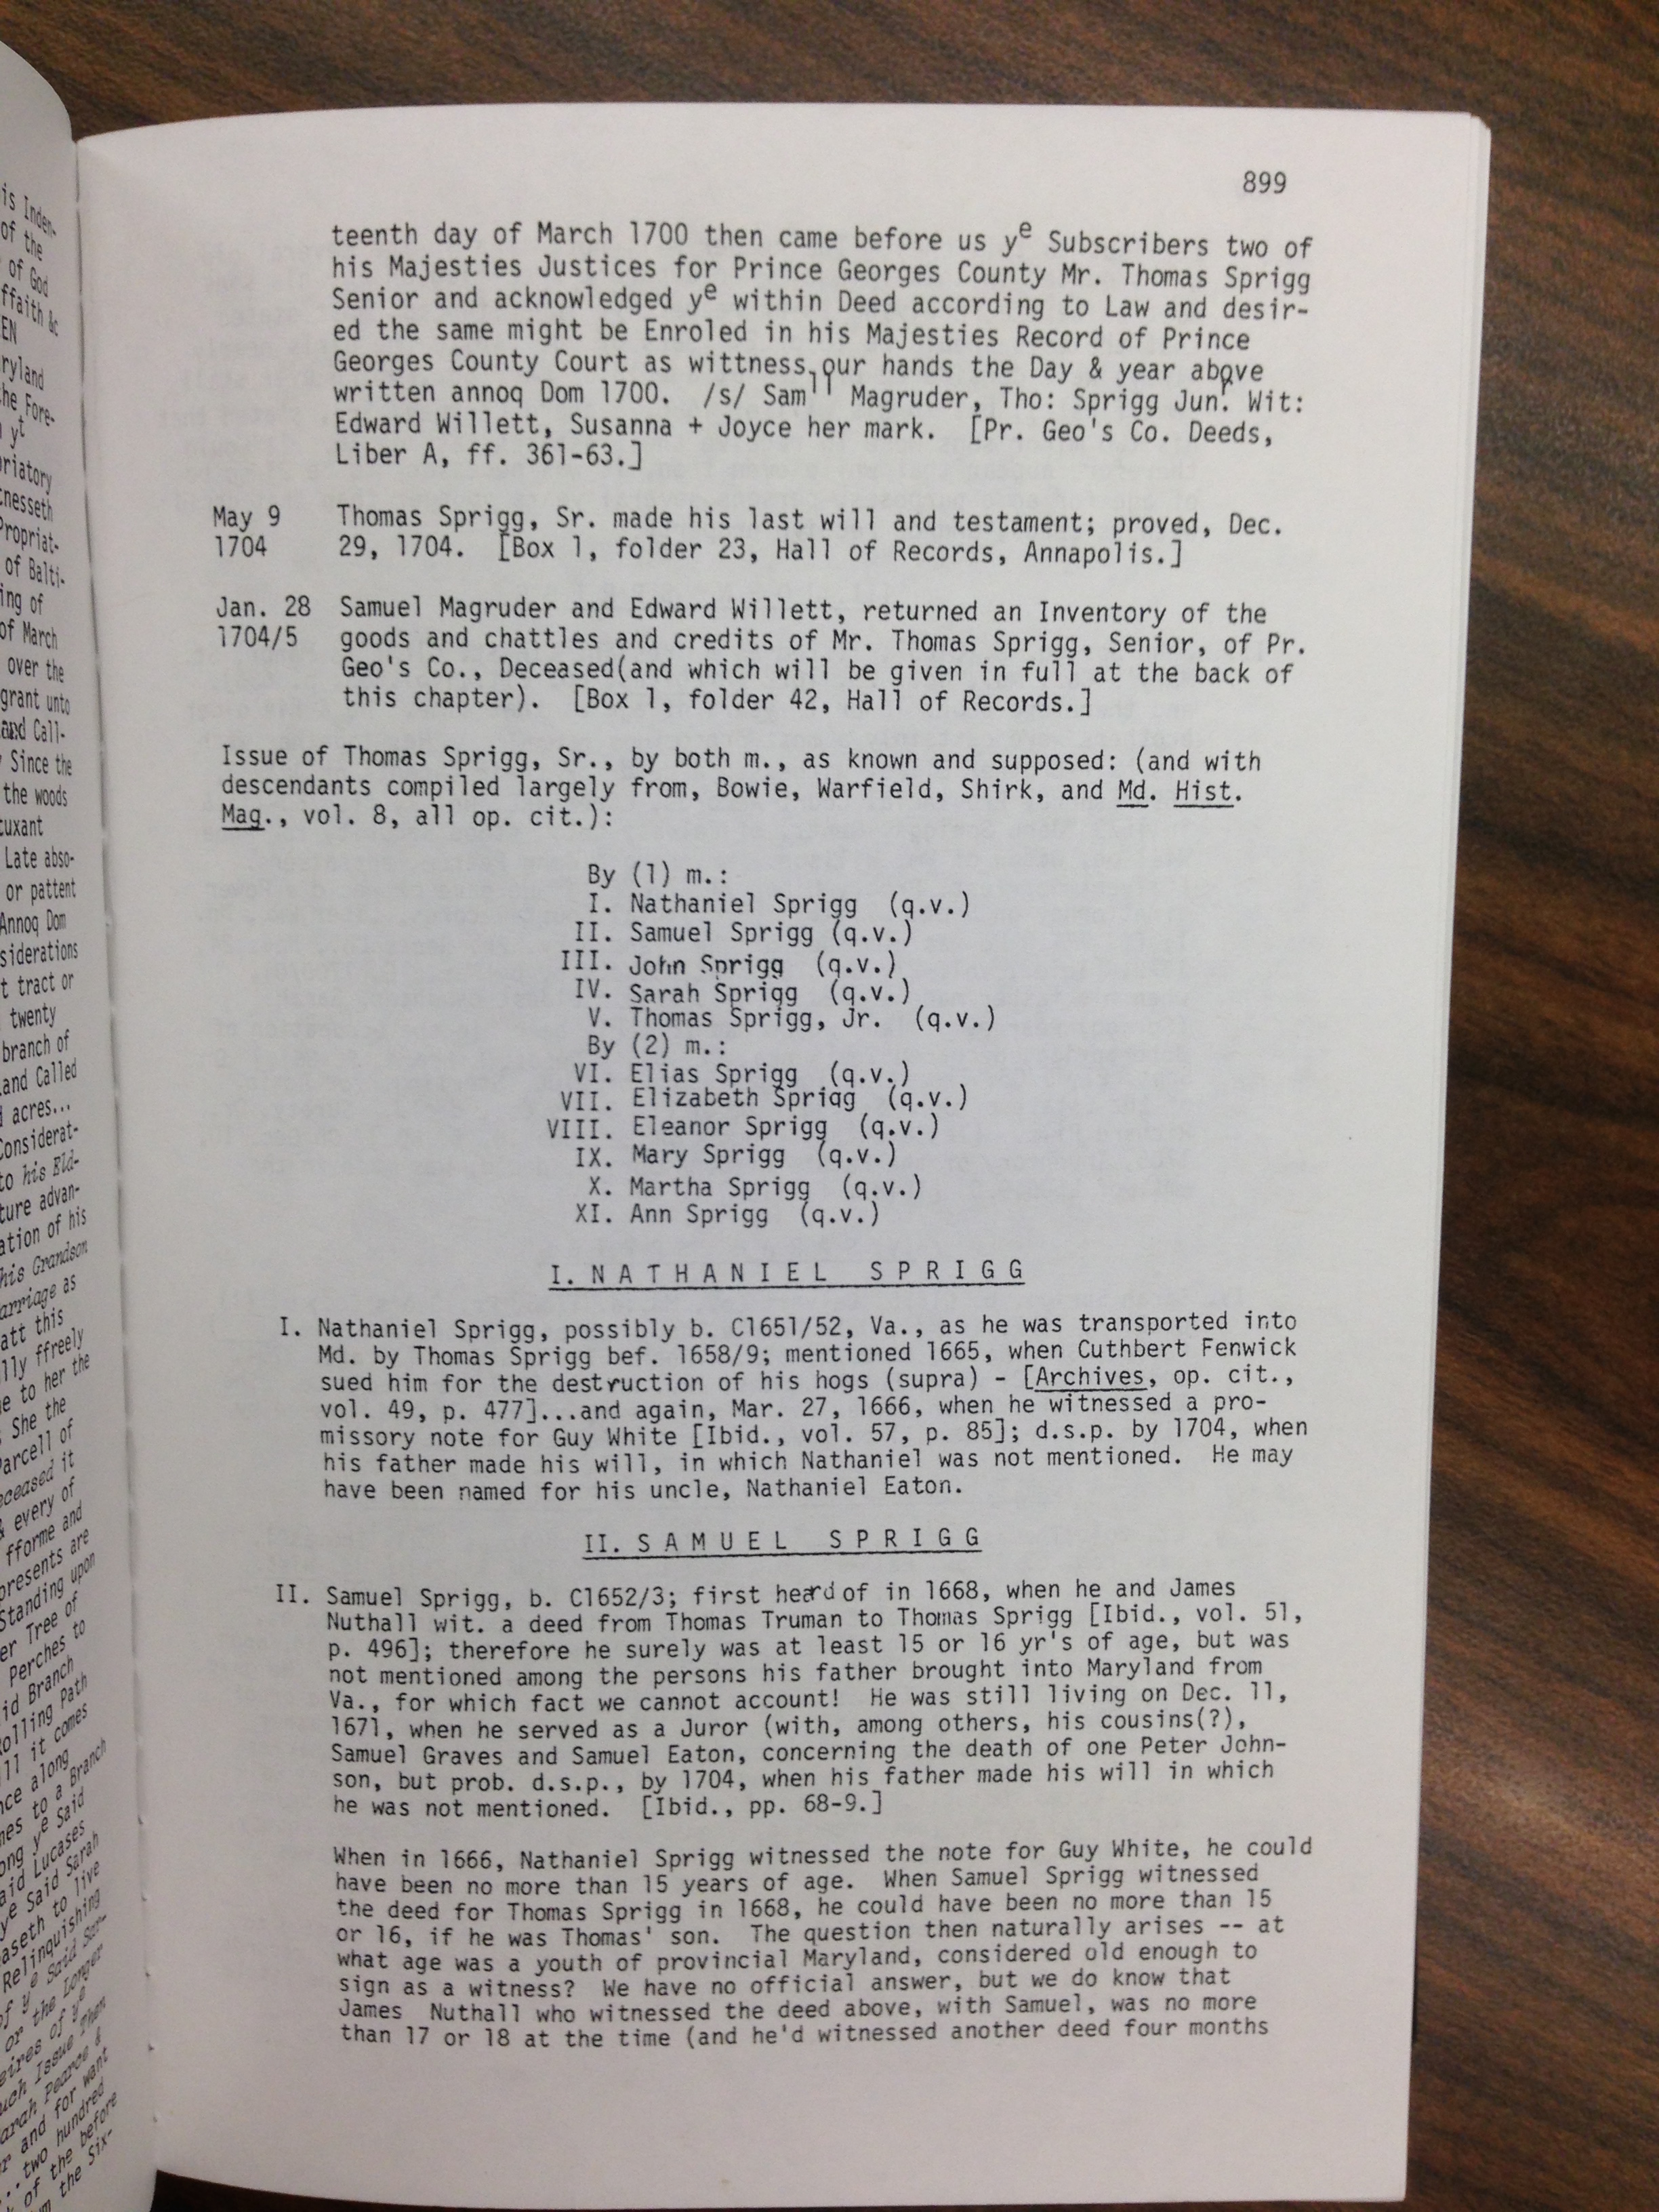 899
teenth day of March 1700 then came before us yᵉ Subscribers two of
his Majesties Justices for Prince Georges County Mr. Thomas Sprigg
Senior and acknowledged yᵉ within Deed according to Law and desir-
ed the same might be Enroled in his Majesties Record of Prince
Georges County Court as wittness our hands the Day & year above
written annoq Dom 1700.  /s/ Samˡˡ Magruder, Tho: Sprigg Junʳ. Wit:
Edward Willett, Susanna + Joyce her mark.  [Pr. Geo's Co. Deeds,
Liber A, ff. 361-63.]
May 9 Thomas Sprigg, Sr. made his last will and testament; proved, Dec.
1704 29, 1704.  [Box 1, folder 23, Hall of Records, Annapolis.]
Jan. 28 Samuel Magruder and Edward Willett, returned an Inventory of the
1704/5 goods and chattles and credits of Mr. Thomas Sprigg, Senior, of Pr.
Geo's Co., Deceased(and which will be given in full at the back of
this chapter).  [Box 1, folder 42, Hall of Records.]
Issue of Thomas Sprigg, Sr., by both m., as known and supposed: (and with
descendants compiled largely from, Bowie, Warfield, Shirk, and Md. Hist.
Mag., vol. 8, all op. cit.):
By (1) m.:
I. Nathaniel Sprigg (q.v.)
II. Samuel Sprigg (q.v.)
III. John Sprigg (q.v.)
IV. Sarah Sprigg (q.v.)
V. Thomas Sprigg, Jr. (q.v.)
By (2) m.:
VI. Elias Sprigg (q.v.)
VII. Elizabeth Sprigg (q.v.)
VIII. Eleanor Sprigg (q.v.)
IX. Mary Sprigg (q.v.)
X. Martha Sprigg (q.v.)
XI. Ann Sprigg (q.v.)
I. NATHANIEL SPRIGG
I. Nathaniel Sprigg, possibly b. C1651/52, Va., as he was transported into
Md. by Thomas Sprigg bef. 1658/9; mentioned 1665, when Cuthbert Fenwick
sued him for the destruction of his hogs (supra) - [Archives, op. cit.,
vol. 49, p. 477]...and again, Mar. 27, 1666, when he witnessed a pro-
missory note for Guy White [Ibid., vol. 57, p. 85]; d.s.p. by 1704, when
his father made his will, in which Nathaniel was not mentioned.  He may
have been named for his uncle, Nathaniel Eaton.
II. SAMUEL SPRIGG
II. Samuel Sprigg, b. C1652/3; first heard of in 1668, when he and James
Nuthall wit. a deed from Thomas Truman to Thomas Sprigg [Ibid., vol. 51,
p. 496]; therefore he surely was at least 15 or 16 yr's of age, but was
not mentioned among the persons his father brought into Maryland from
Va., for which fact we cannot account!  He was still living on Dec. 11,
1671, when he served as a Juror (with, among others, his cousins(?),
Samuel Graves and Samuel Eaton, concerning the death of one Peter John-
son, but prob. d.s.p., by 1704, when his father made his will in which
he was not mentioned.  [Ibid., pp. 68-9.]
When in 1666, Nathaniel Sprigg witnessed the note for Guy White, he could
have been no more than 15 years of age.  When Samuel Sprigg witnessed
the deed for Thomas Sprigg in 1668, he could have been no more than 15
or 16, if he was Thomas' son.  The question then naturally arises -- at
what age was a youth of provincial Maryland, considered old enough to
sign as a witness?  We have no official answer, but we do know that
James Nuthall who witnessed the deed above, with Samuel, was no more
than 17 or 18 at the time (and he'd witnessed another deed four months